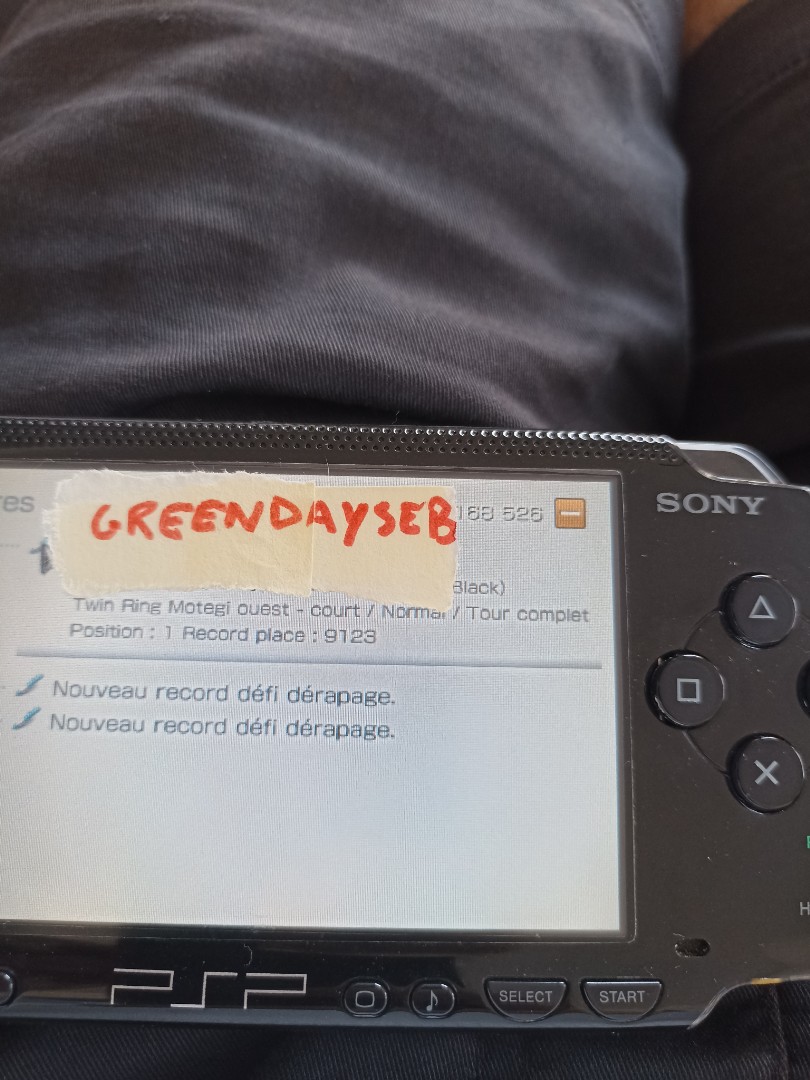 res
GREENDAYSEB
168 526
Black)
Twin Ring Motegi ouest - court / Normal / Tour complet
Position : 1 Record place : 9123
Nouveau record défi dérapage.
Nouveau record défi dérapage.
SONY
PSP
SELECT
START
H